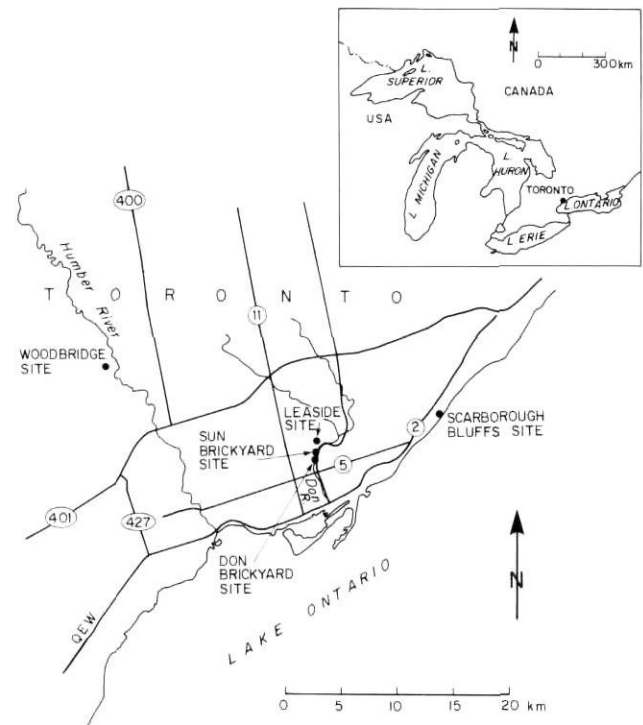 N
0 300 km
L.
SUPERIOR
CANADA
USA
L. MICHIGAN
L.
HURON
TORONTO
L. ONTARIO
L. ERIE
400
Humber River
TORONTO
11
WOODBRIDGE
SITE
LEASIDE
SITE
2
SCARBOROUGH
BLUFFS SITE
SUN
BRICKYARD
SITE
5
Don
R.
401
427
DON
BRICKYARD
SITE
N
QEW
LAKE ONTARIO
0 5 10 15 20 km